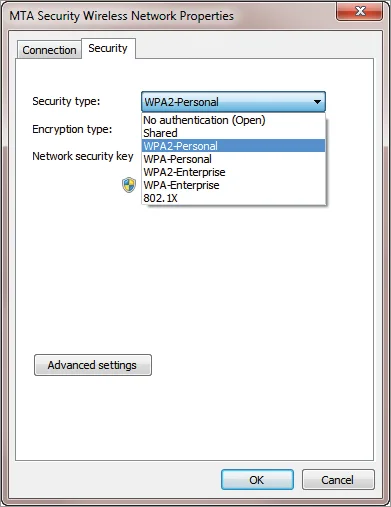 MTA Security Wireless Network Properties
Connection Security
Security type: WPA2-Personal
Encryption type: No authentication (Open)
Shared
WPA2-Personal
Network security key WPA-Personal
WPA2-Enterprise
WPA-Enterprise
802.1X
Advanced settings
OK Cancel